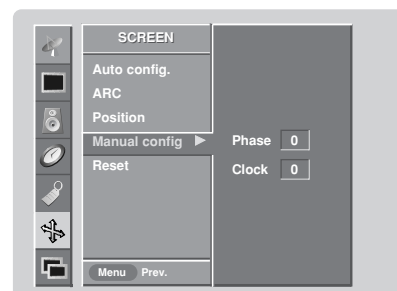 SCREEN
Auto config.
ARC
Position
Manual config
Reset
Phase 0
Clock 0
Menu Prev.